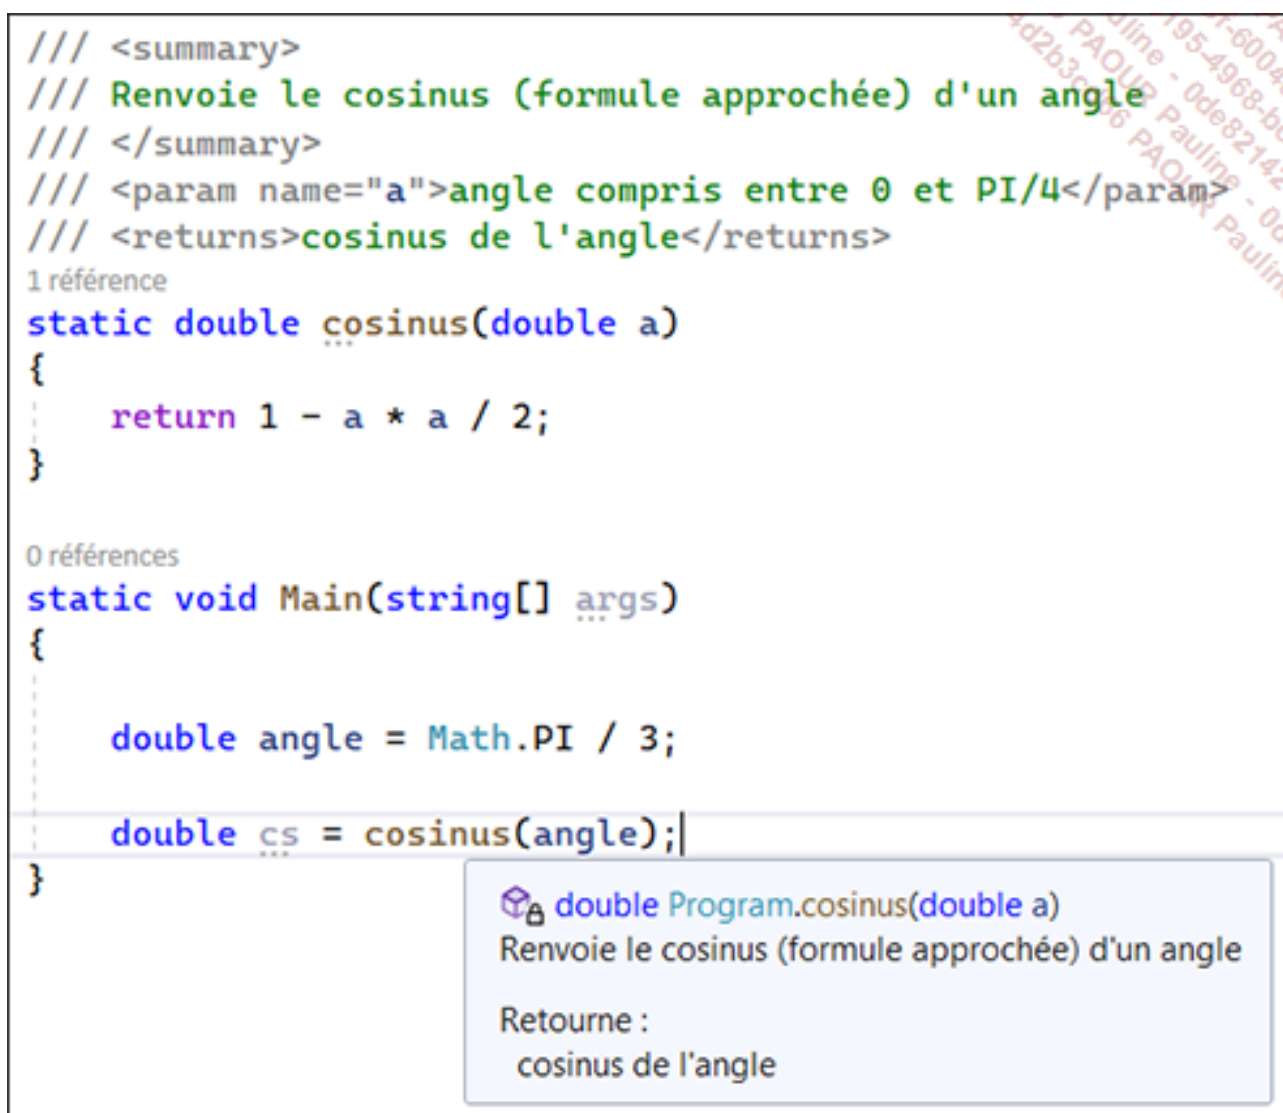 /// <summary>
/// Renvoie le cosinus (formule approchée) d'un angle
/// </summary>
/// <param name="a">angle compris entre 0 et PI/4</param>
/// <returns>cosinus de l'angle</returns>
1 référence
static double cosinus(double a)
{
    return 1 - a * a / 2;
}
0 références
static void Main(string[] args)
{
    double angle = Math.PI / 3;
    double cs = cosinus(angle);
}
double Program.cosinus(double a)
Renvoie le cosinus (formule approchée) d'un angle
Retourne :
cosinus de l'angle